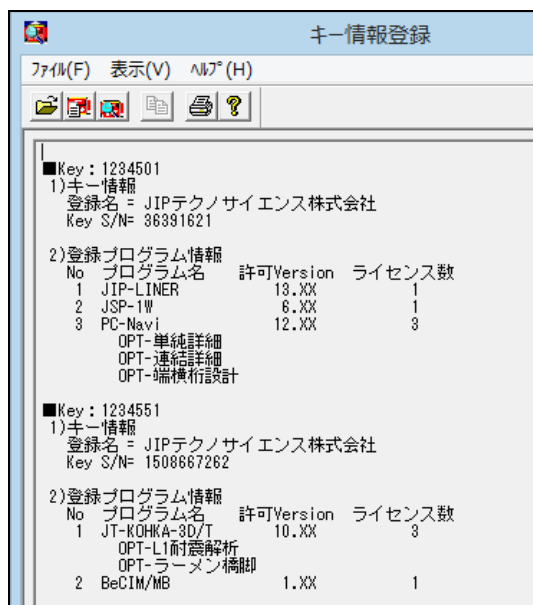 キー情報登録
ﾌｧｲﾙ(F) 表示(V) ﾍﾙﾌﾟ(H)
■Key：1234501
1)キー情報
登録名 = JIPテクノサイエンス株式会社
Key S/N= 36391621
2)登録プログラム情報
No プログラム名 許可Version ライセンス数
1 JIP-LINER 13.XX 1
2 JSP-1W 6.XX 1
3 PC-Navi 12.XX 3
OPT-単純詳細
OPT-連結詳細
OPT-端横桁設計
■Key：1234551
1)キー情報
登録名 = JIPテクノサイエンス株式会社
Key S/N= 1508667262
2)登録プログラム情報
No プログラム名 許可Version ライセンス数
1 JT-KOHKA-3D/T 10.XX 3
OPT-L1耐震解析
OPT-ラーメン橋脚
2 BeCIM/MB 1.XX 1